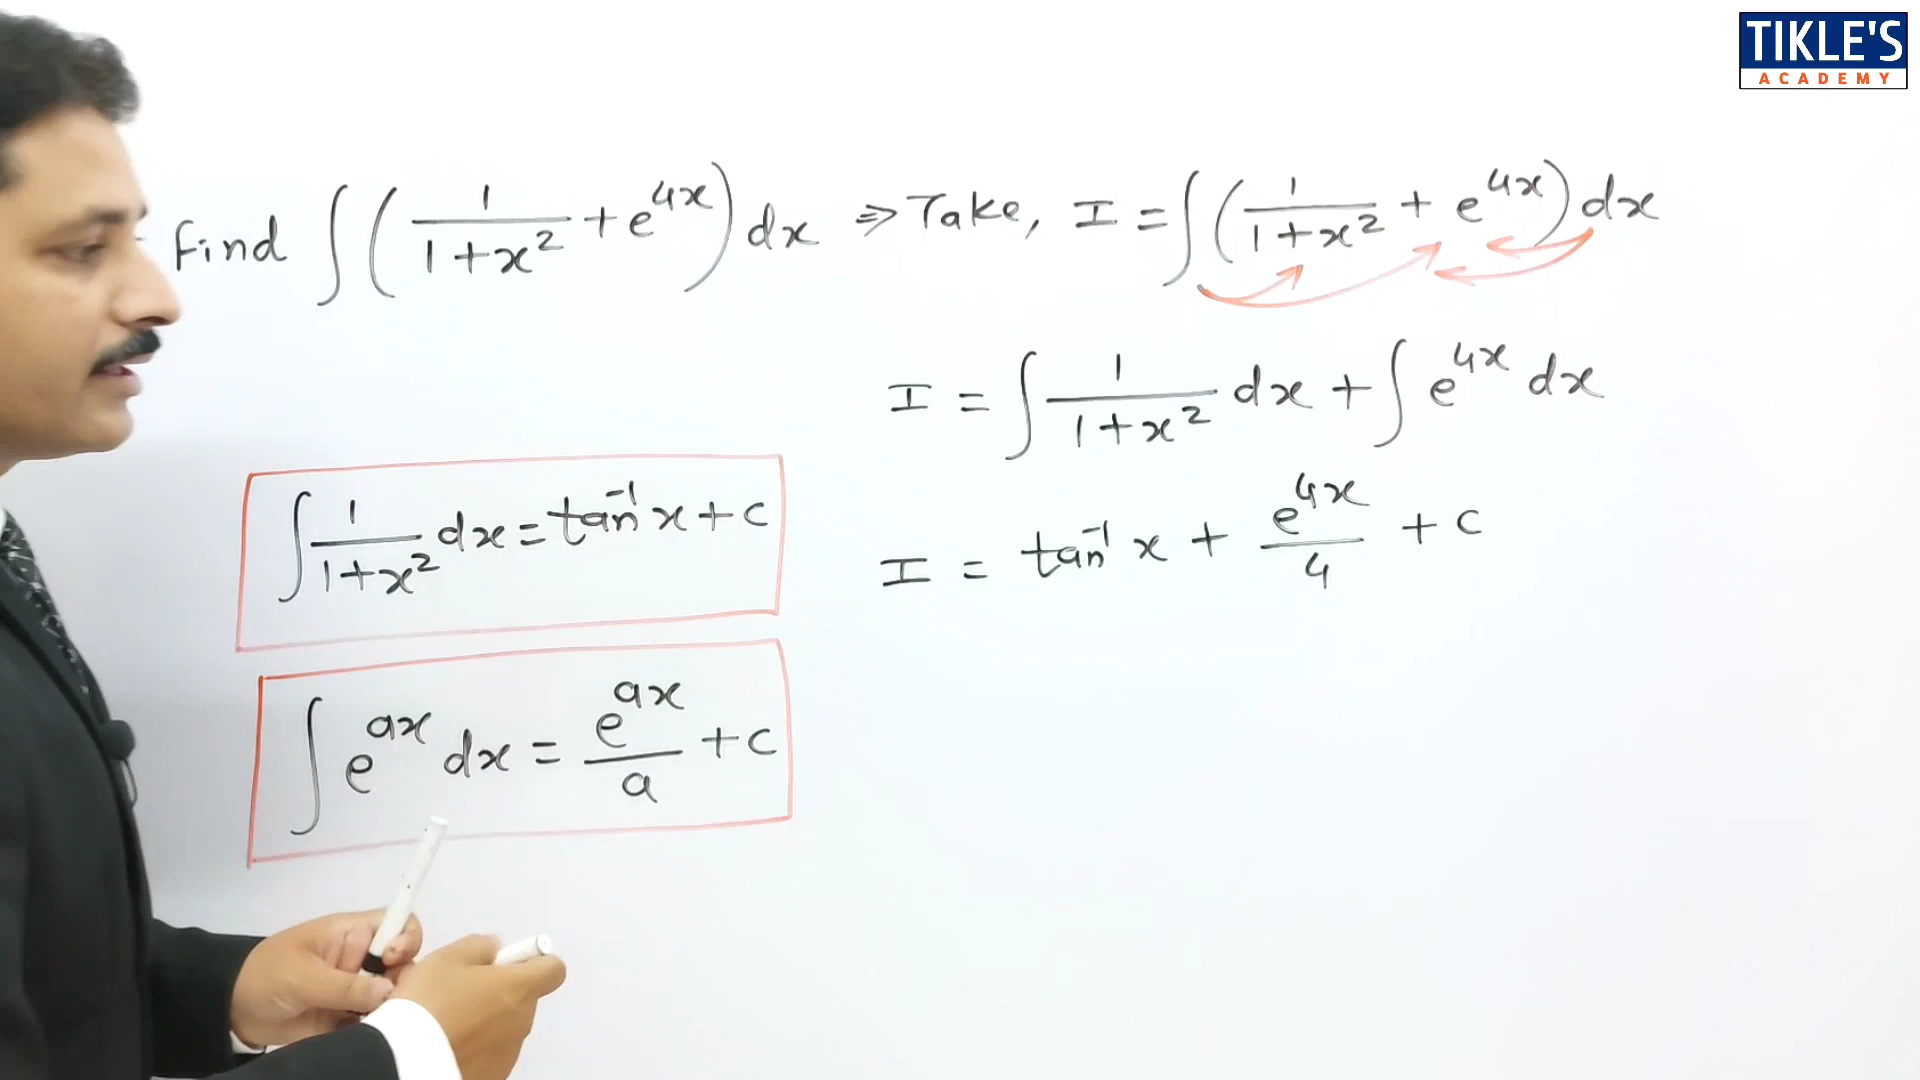 TIKLE'S
ACADEMY
Find ∫ ( 1/(1+x²) + e^{4x} ) dx ⇒ Take, I = ∫ ( 1/(1+x²) + e^{4x} ) dx
I = ∫ 1/(1+x²) dx + ∫ e^{4x} dx
I = tan⁻¹ x + e^{4x}/4 + c
∫ 1/(1+x²) dx = tan⁻¹ x + c
∫ e^{ax} dx = e^{ax}/a + c